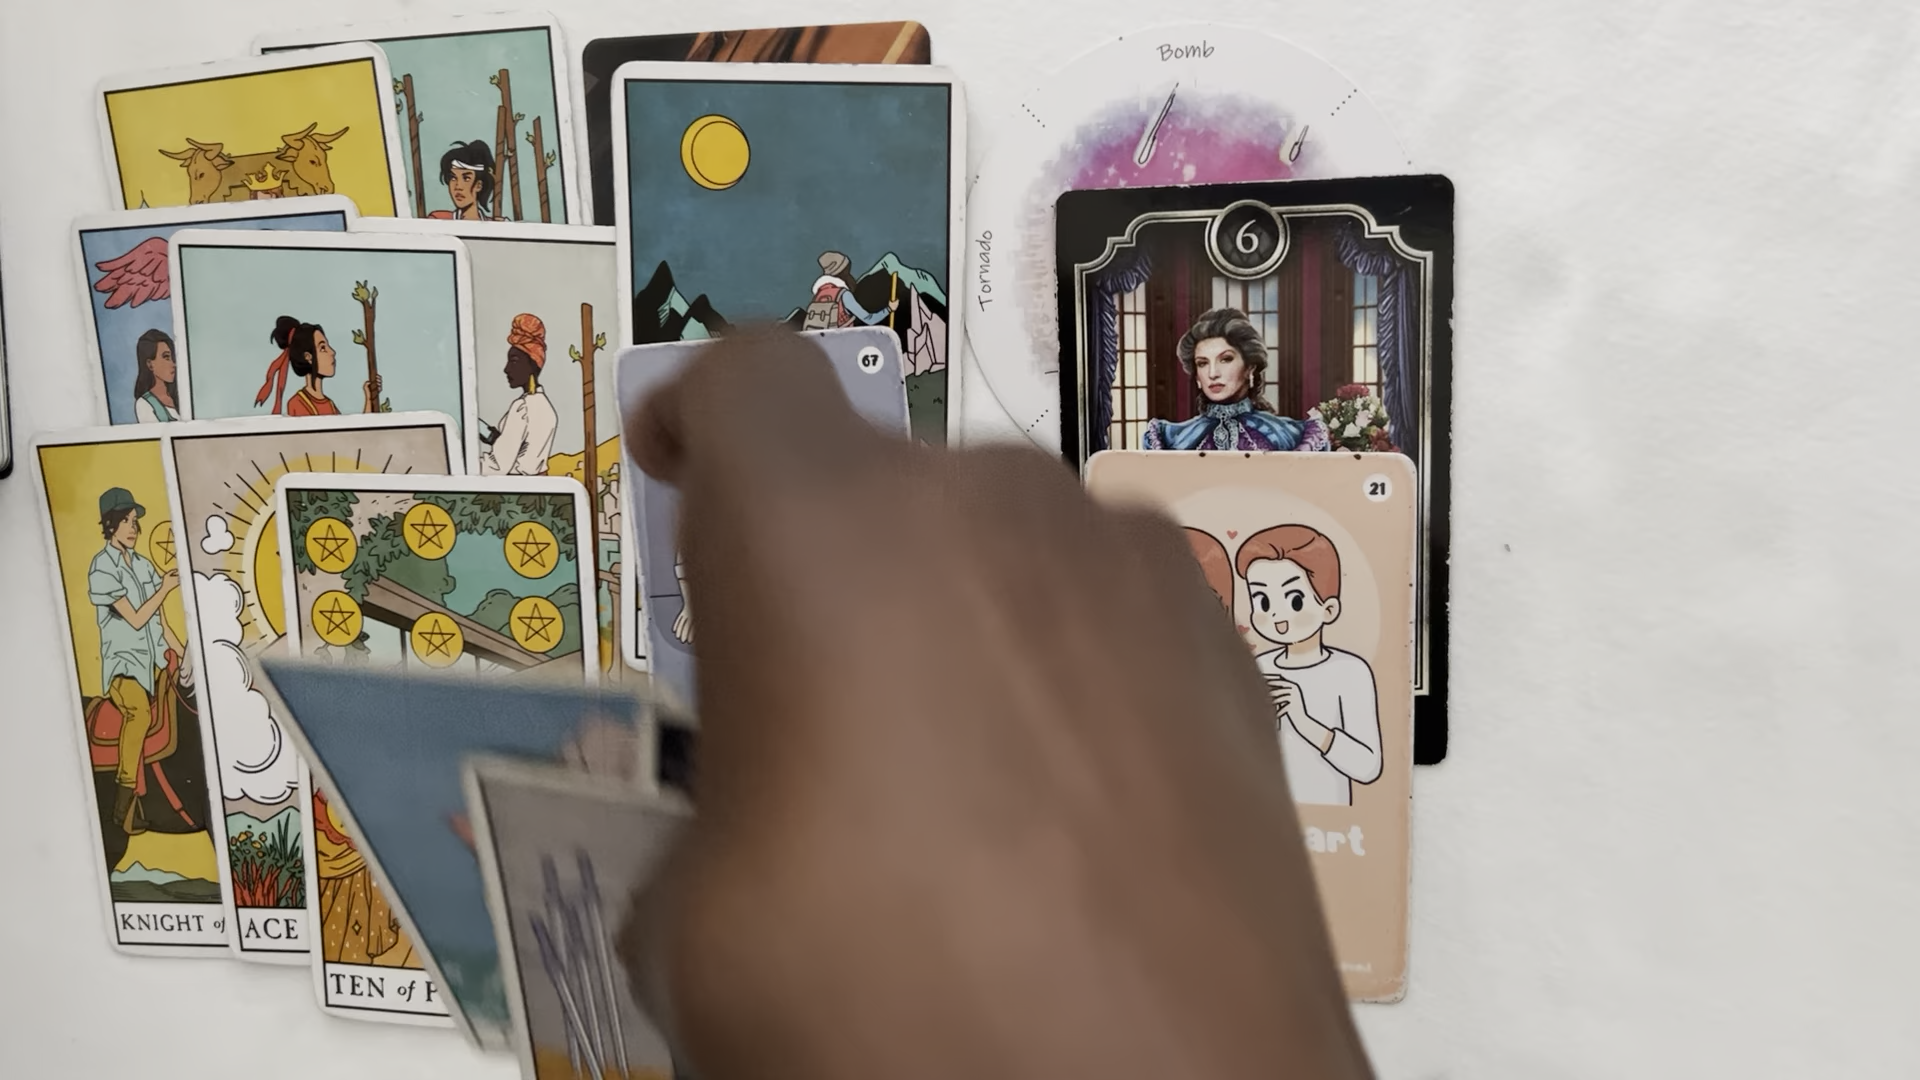 Bomb
Tornado
6
67
21
art
KNIGHT of
ACE
TEN of P